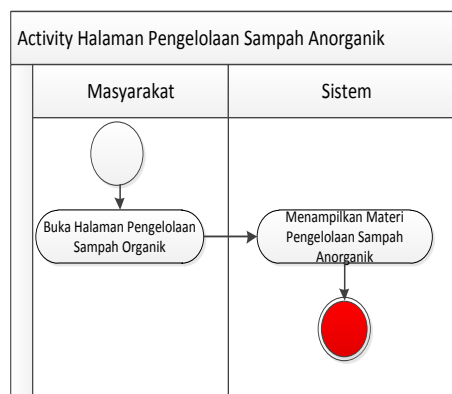 Activity Halaman Pengelolaan Sampah Anorganik
Masyarakat
Sistem
Buka Halaman Pengelolaan
Sampah Organik
Menampilkan Materi
Pengelolaan Sampah
Anorganik